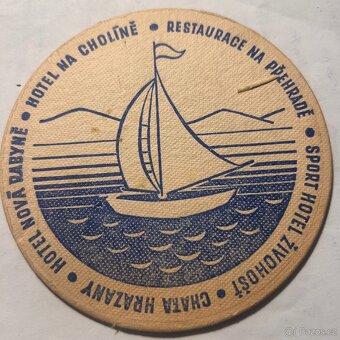 HOTEL NOVÁ RABYNĚ • HOTEL NA CHOLÍNĚ • RESTAURACE NA PŘEHRADĚ • SPORT HOTEL ŽIVOHOŠŤ • CHATA HRAZANY •